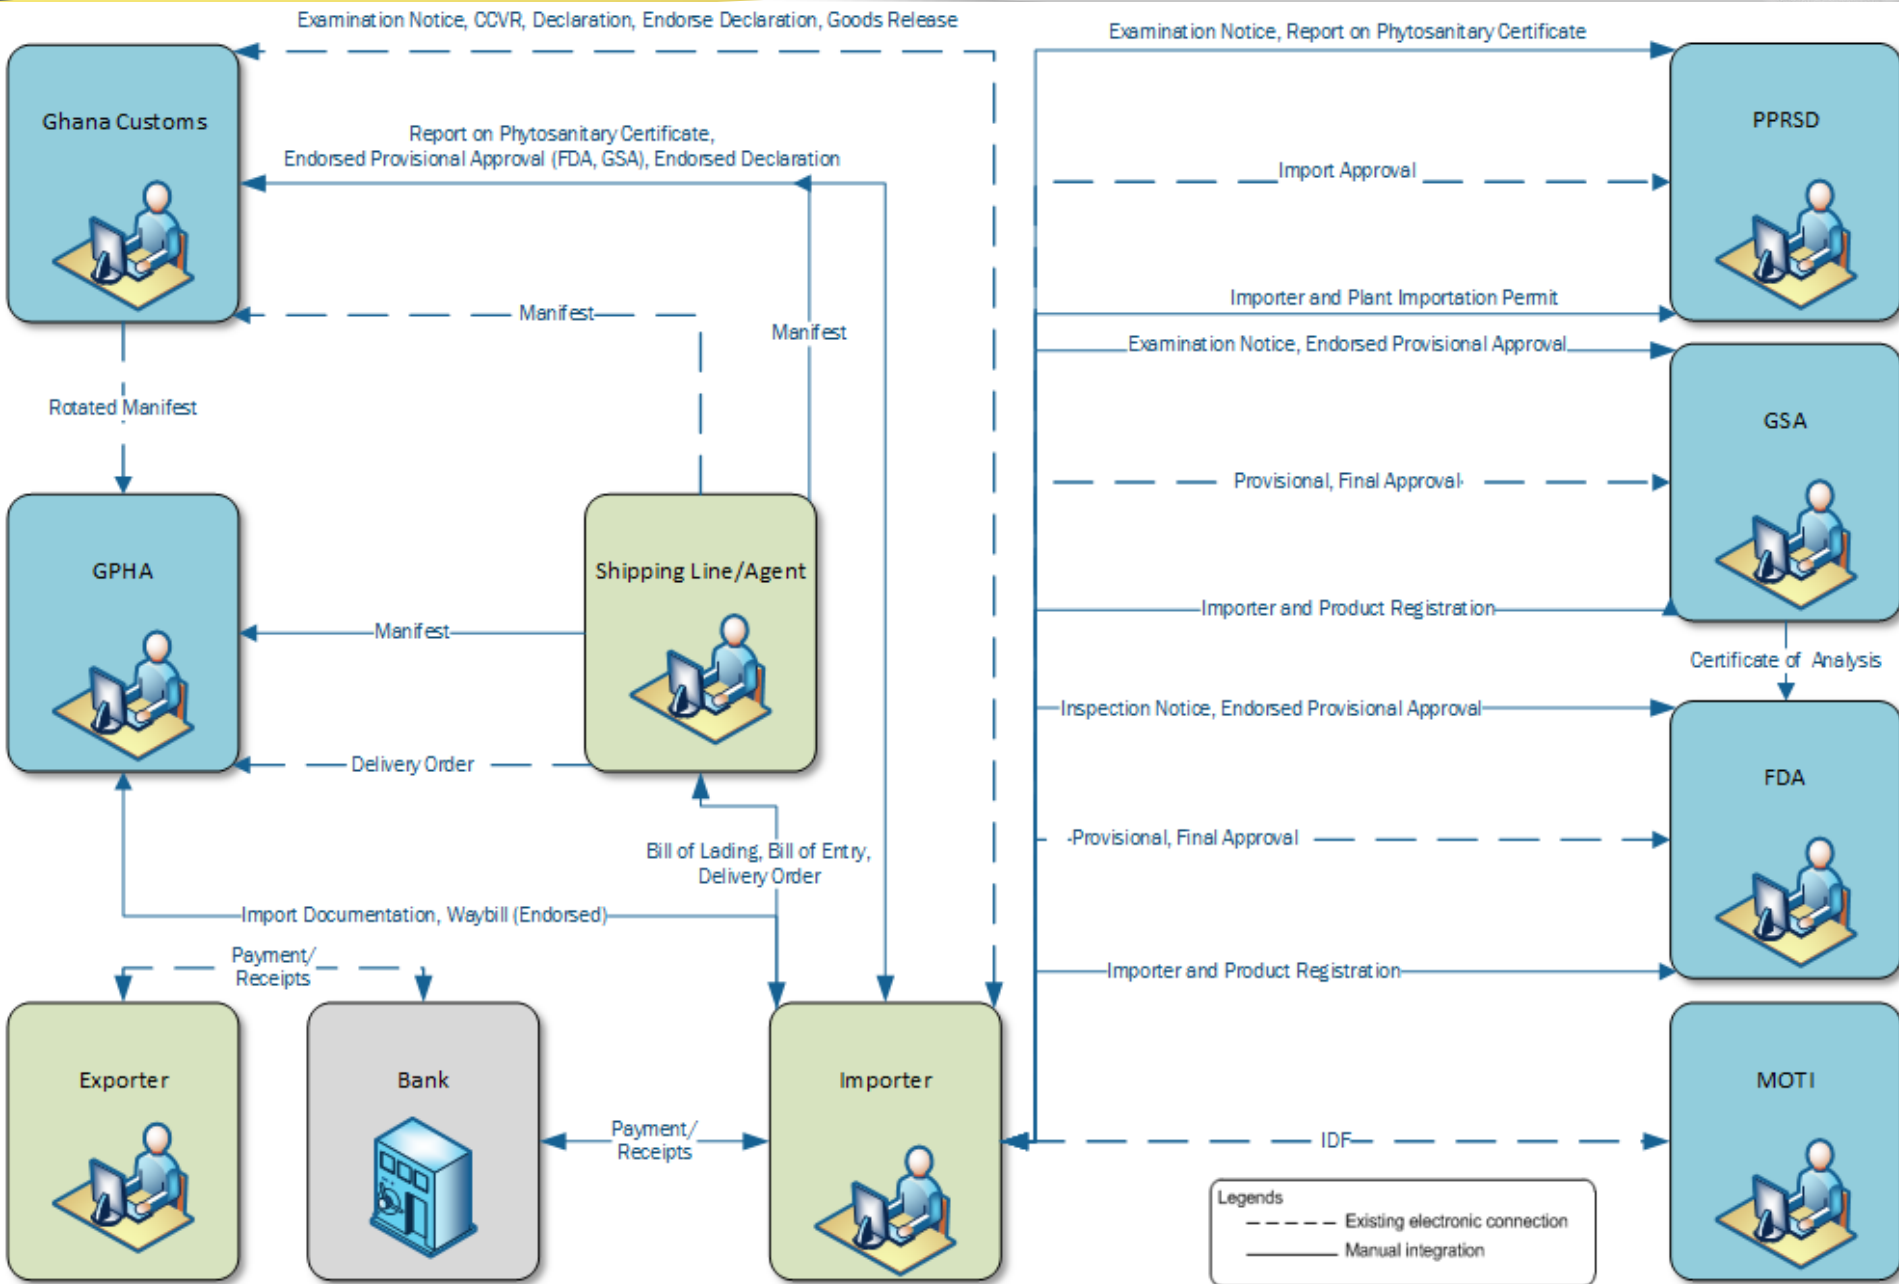 Examination Notice, CCVR, Declaration, Endorse Declaration, Goods Release
Examination Notice, Report on Phytosanitary Certificate
Ghana Customs
PPRSD
Report on Phytosanitary Certificate,
Endorsed Provisional Approval (FDA, GSA), Endorsed Declaration
Import Approval
Manifest
Manifest
Importer and Plant Importation Permit
Examination Notice, Endorsed Provisional Approval
Rotated Manifest
GSA
Provisional, Final Approval
GPHA
Shipping Line/Agent
Importer and Product Registration
Manifest
Certificate of Analysis
Inspection Notice, Endorsed Provisional Approval
Delivery Order
FDA
Bill of Lading, Bill of Entry,
Delivery Order
-Provisional, Final Approval
Import Documentation, Waybill (Endorsed)
Payment/
Receipts
Importer and Product Registration
Exporter
Bank
Importer
MOTI
Payment/
Receipts
IDF
Legends
Existing electronic connection
Manual integration